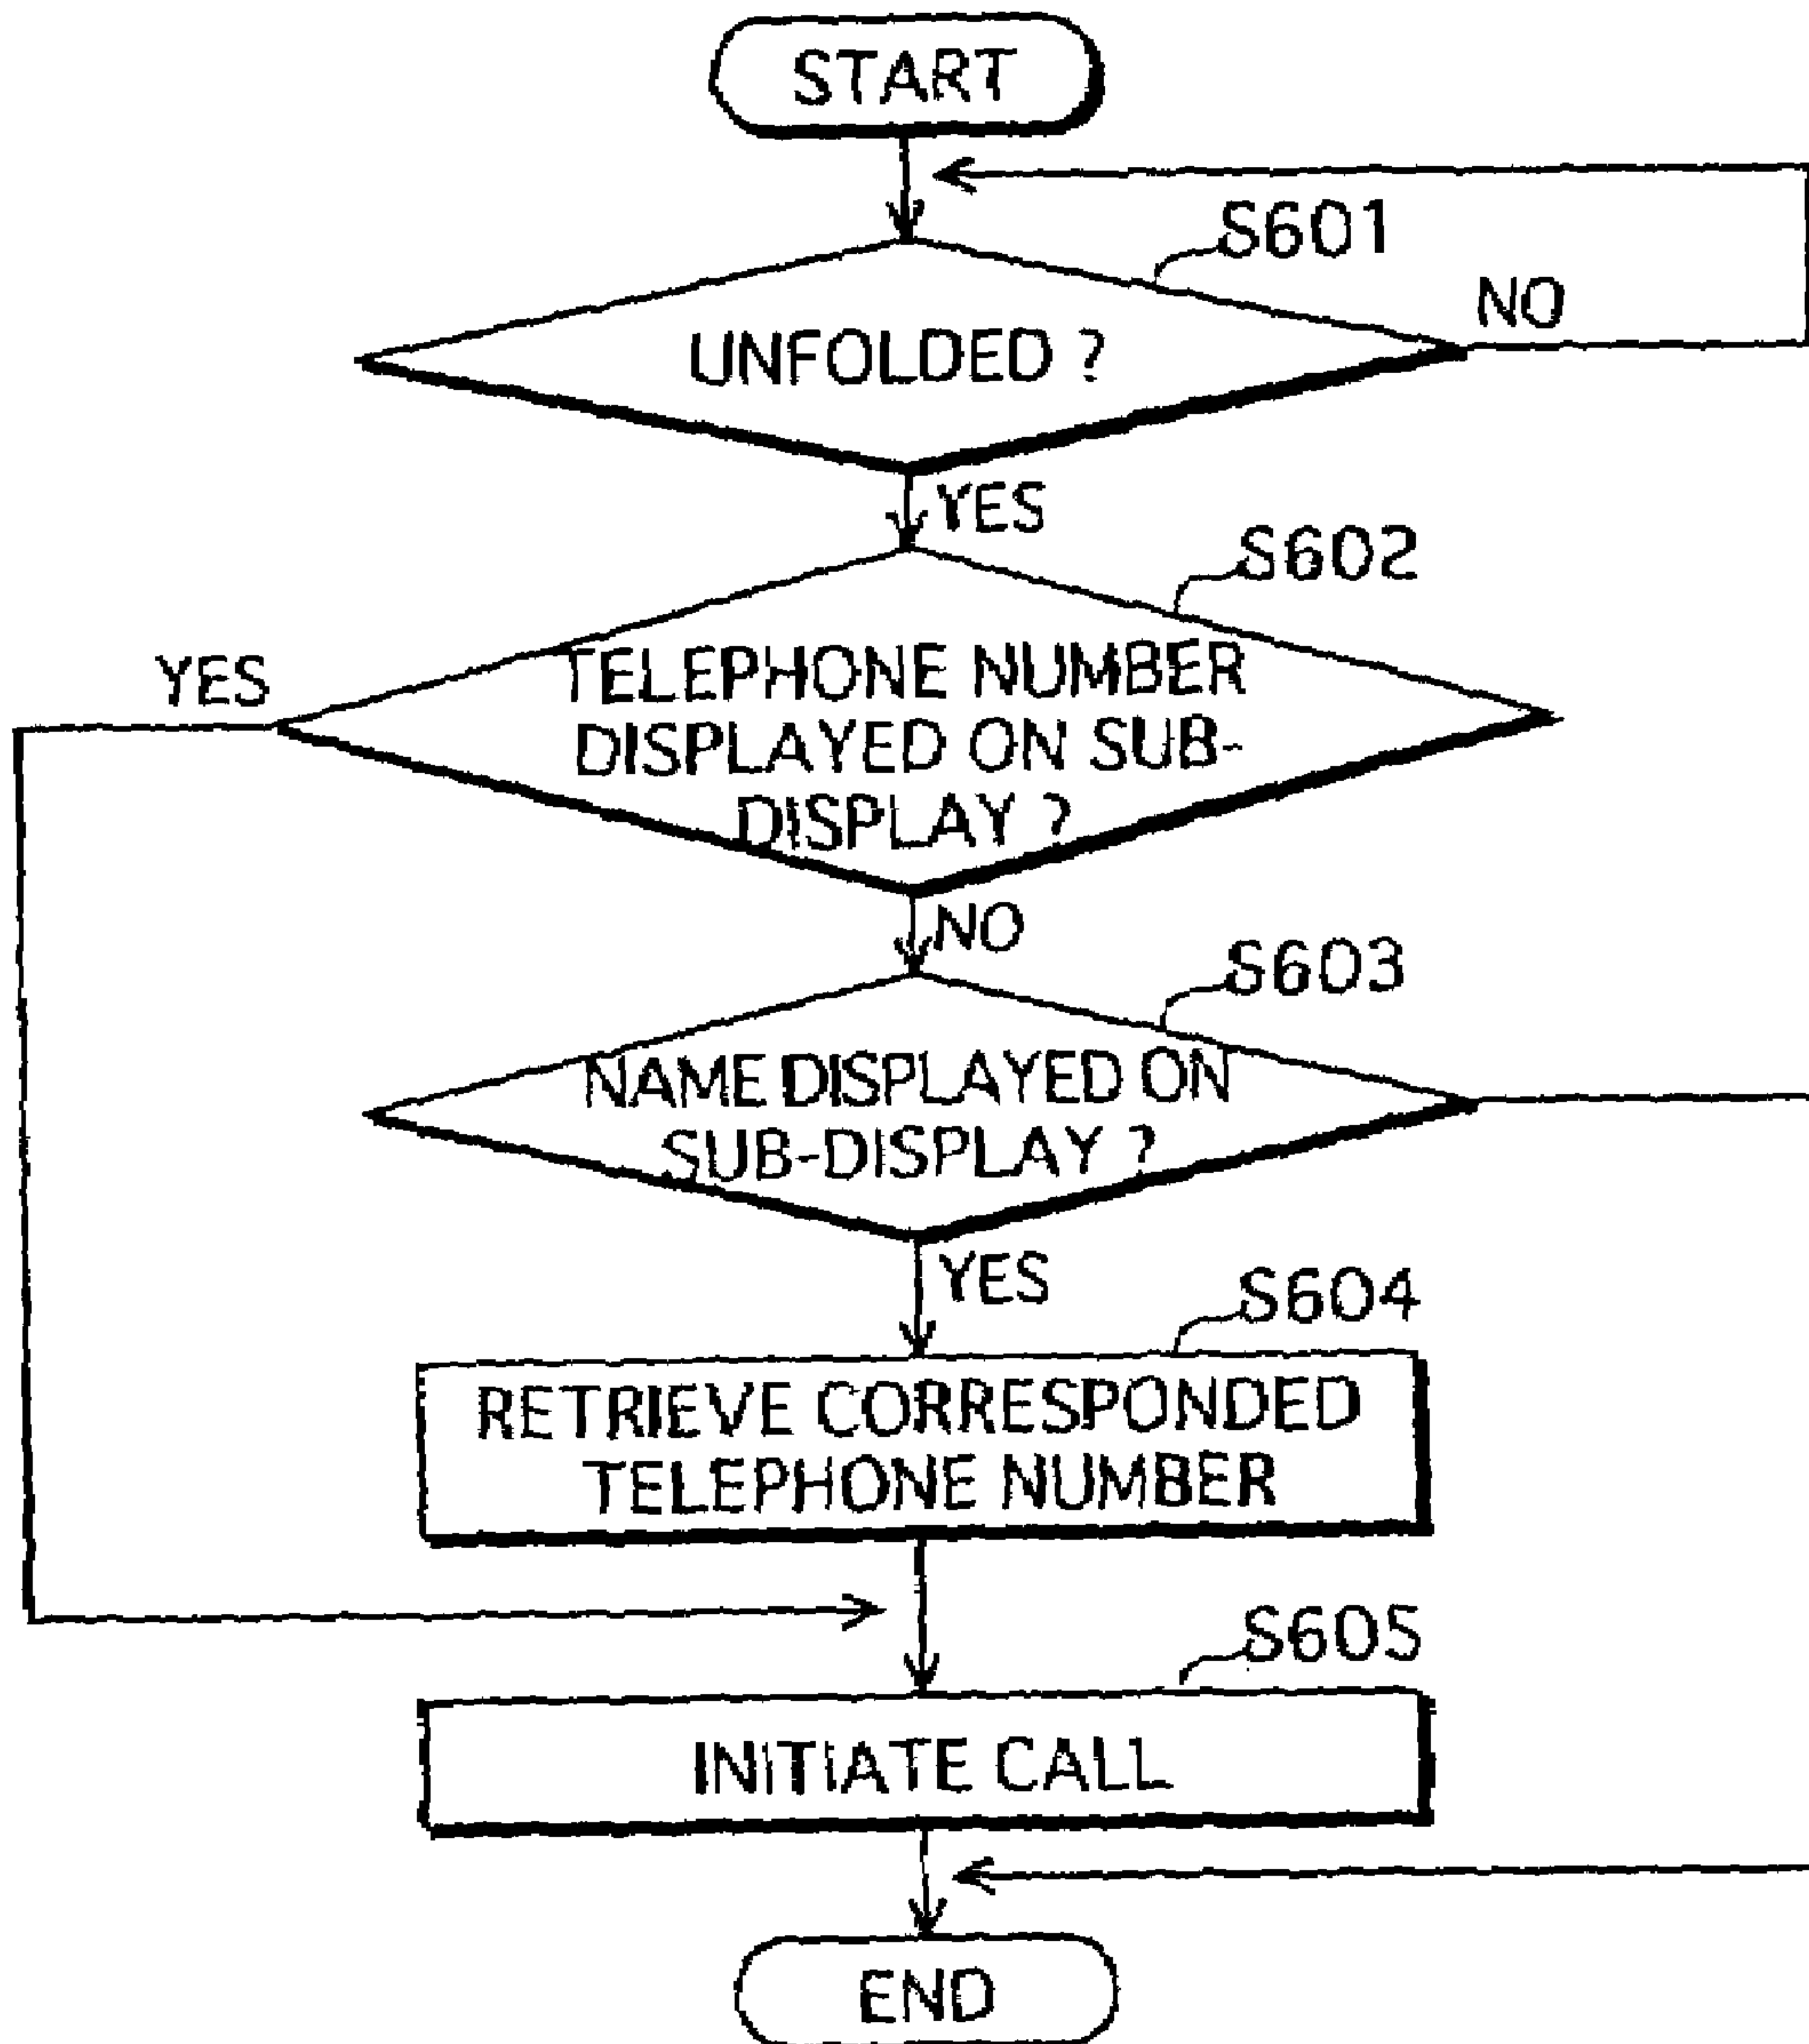 START
S601
UNFOLDED ?
NO
YES
S602
YES
TELEPHONE NUMBER
DISPLAYED ON SUB-
DISPLAY ?
NO
S603
NAME DISPLAYED ON
SUB-DISPLAY ?
YES
S604
RETRIEVE CORRESPONDED
TELEPHONE NUMBER
S605
INITIATE CALL
END